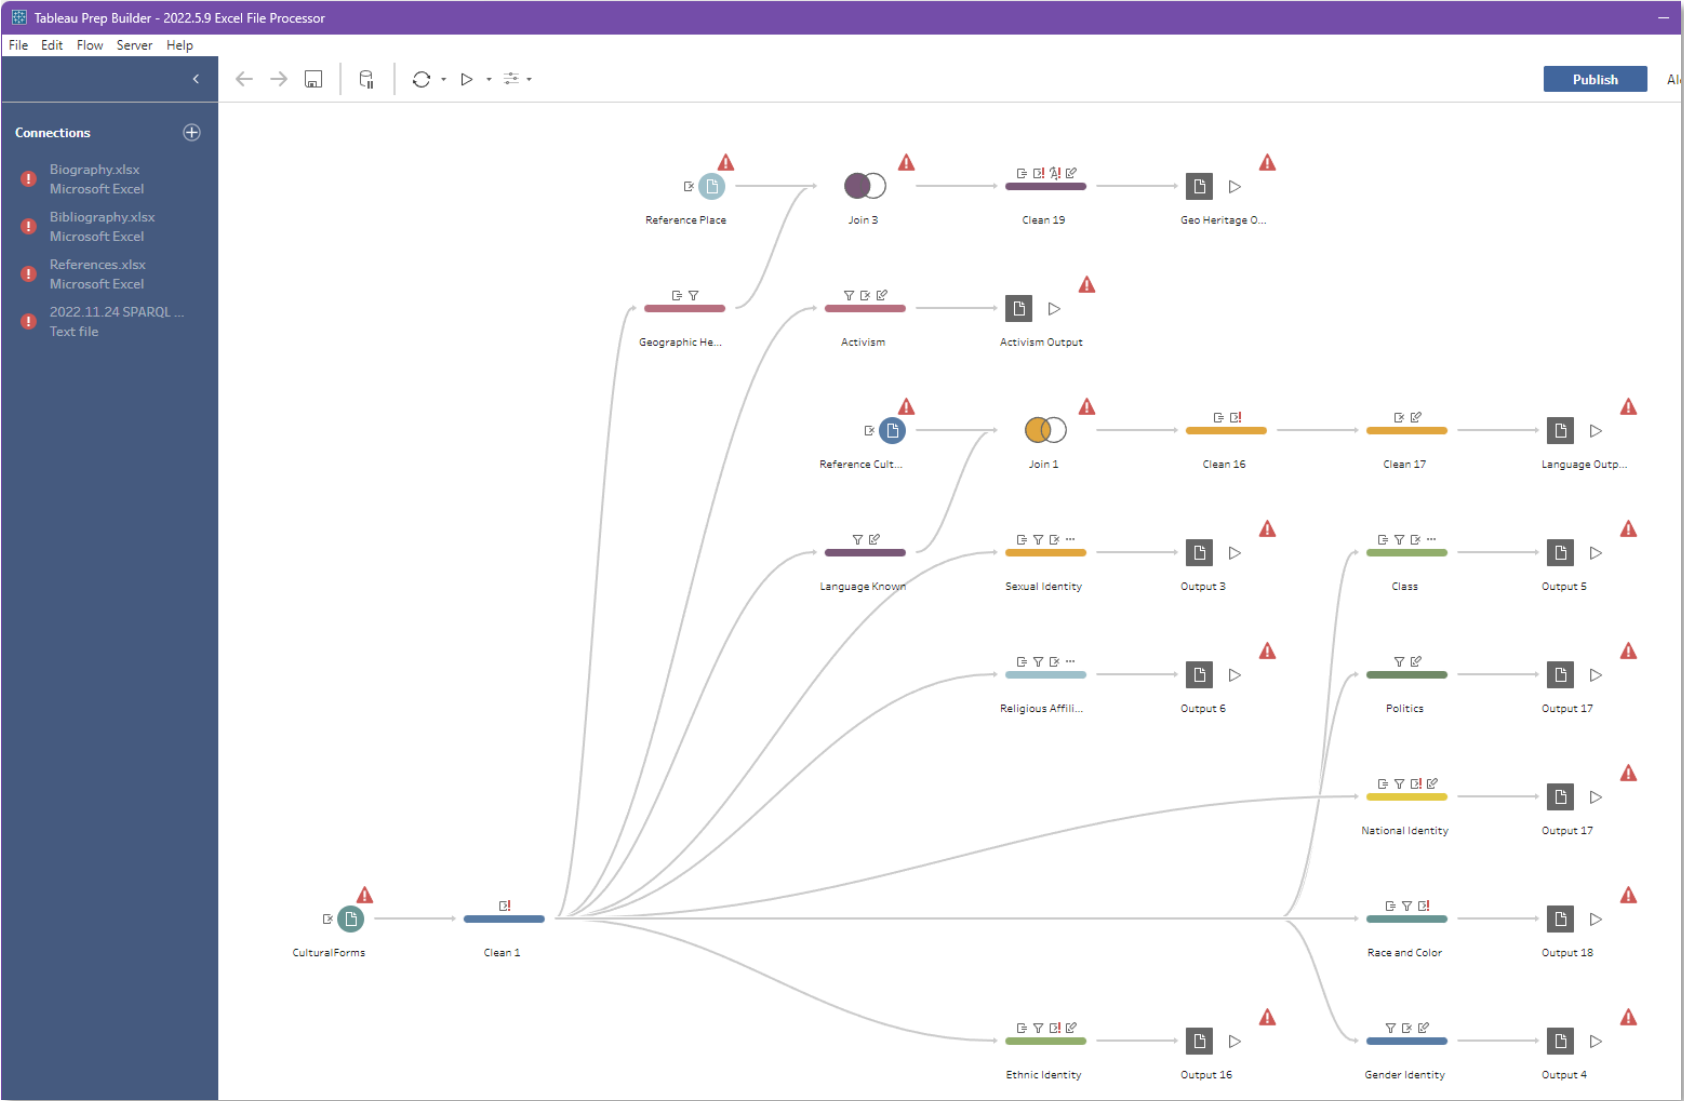 Tableau Prep Builder - 2022.5.9 Excel File Processor
File Edit Flow Server Help
Publish
Connections
Biography.xlsx
Microsoft Excel
Bibliography.xlsx
Microsoft Excel
References.xlsx
Microsoft Excel
2022.11.24 SPARQL ...
Text file
Reference Place
Join 3
Clean 19
Geo Heritage O...
Geographic He...
Activism
Activism Output
Reference Cult...
Join 1
Clean 16
Clean 17
Language Outp...
Language Known
Sexual Identity
Output 3
Class
Output 5
Religious Affili...
Output 6
Politics
Output 17
National Identity
Output 17
CulturalForms
Clean 1
Race and Color
Output 18
Ethnic Identity
Output 16
Gender Identity
Output 4